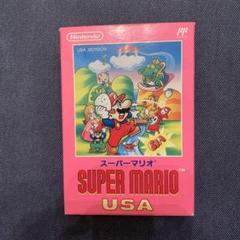 Nintendo
USA VERSION
スーパーマリオ
SUPER MARIO
USA